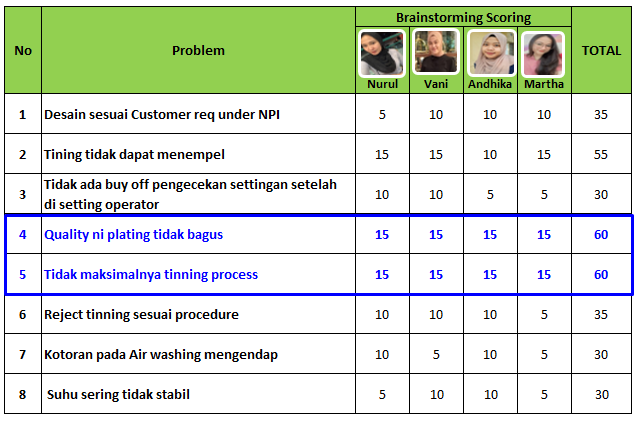 No Problem Brainstorming Scoring TOTAL
Nurul Vani Andhika Martha
1 Desain sesuai Customer req under NPI 5 10 10 10 35
2 Tining tidak dapat menempel 15 15 10 15 55
3 Tidak ada buy off pengecekan settingan setelah
di setting operator 10 10 5 5 30
4 Quality ni plating tidak bagus 15 15 15 15 60
5 Tidak maksimalnya tinning process 15 15 15 15 60
6 Reject tinning sesuai procedure 10 10 10 5 35
7 Kotoran pada Air washing mengendap 10 5 10 5 30
8 Suhu sering tidak stabil 5 10 10 5 30